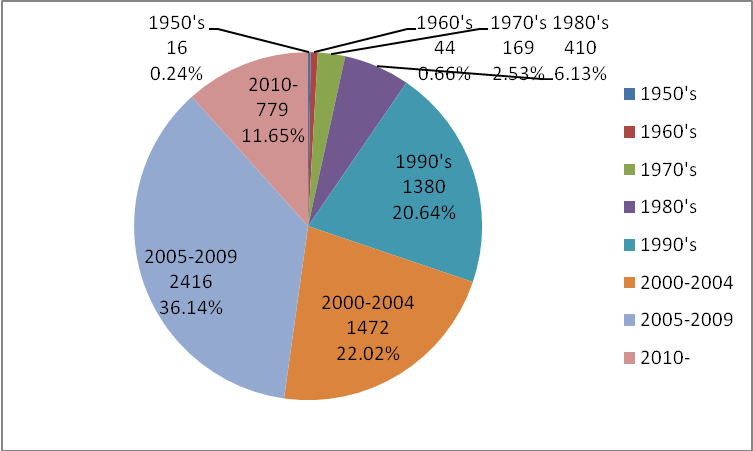 1950's
16
0.24%
1960's
44
0.66%
1970's
169
2.53%
1980's
410
6.13%
2010-
779
11.65%
1990's
1380
20.64%
2005-2009
2416
36.14%
2000-2004
1472
22.02%
1950's
1960's
1970's
1980's
1990's
2000-2004
2005-2009
2010-